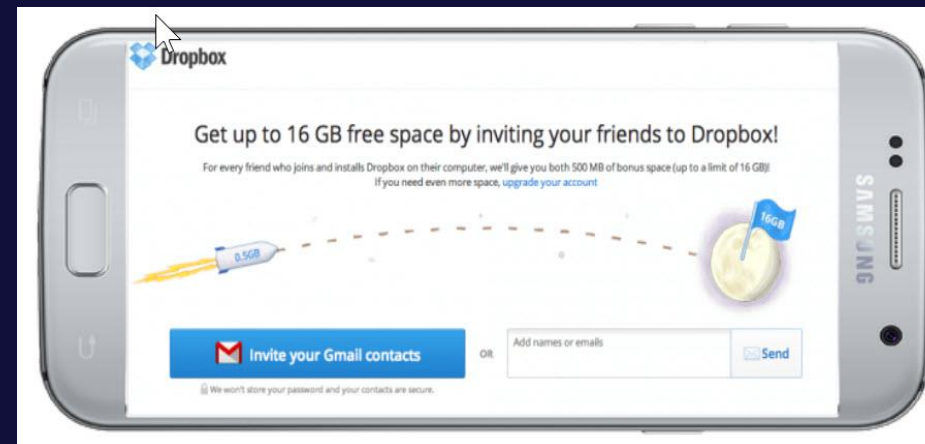 Dropbox
Get up to 16 GB free space by inviting your friends to Dropbox!
For every friend who joins and installs Dropbox on their computer, we'll give you both 500 MB of bonus space (up to a limit of 16 GB)!
If you need even more space, upgrade your account
16GB
0.5GB
Invite your Gmail contacts
OR
Add names or emails
Send
We won't store your password and your contacts are secure.
SAMSUNG